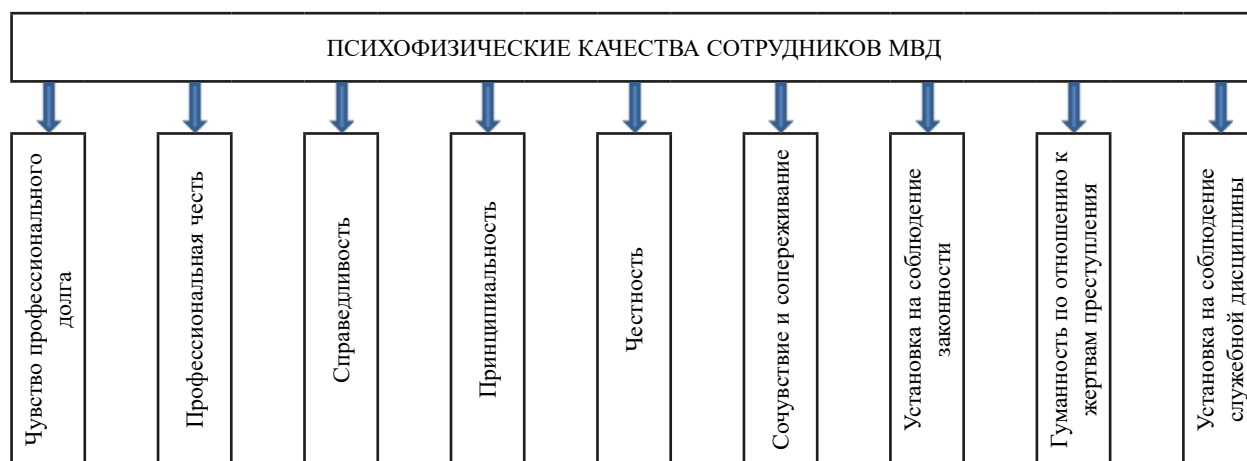 ПСИХОФИЗИЧЕСКИЕ КАЧЕСТВА СОТРУДНИКОВ МВД
Чувство профессионального
долга
Профессиональная честь
Справедливость
Принципиальность
Честность
Сочувствие и сопереживание
Установка на соблюдение
законности
Гуманность по отношению к
жертвам преступления
Установка на соблюдение
служебной дисциплины